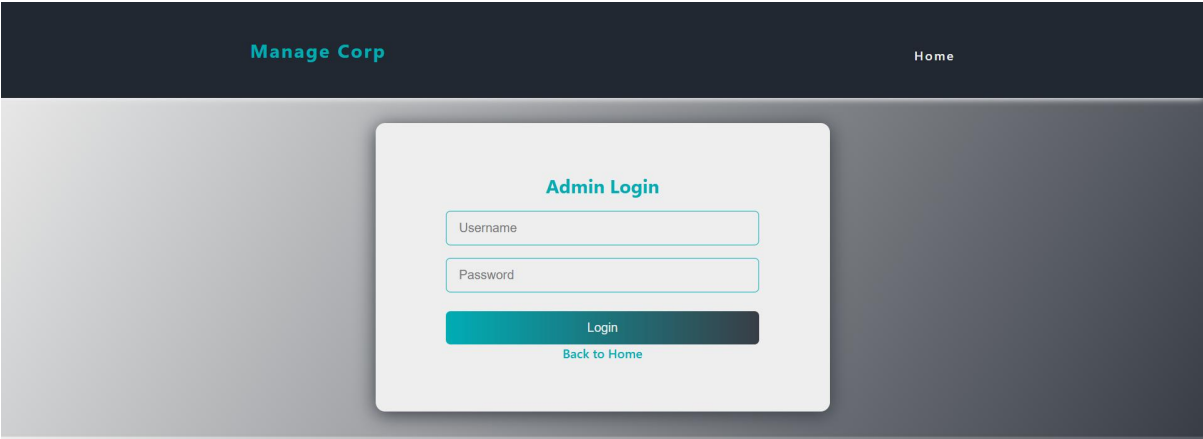 Manage Corp
Home
Admin Login
Username
Password
Login
Back to Home